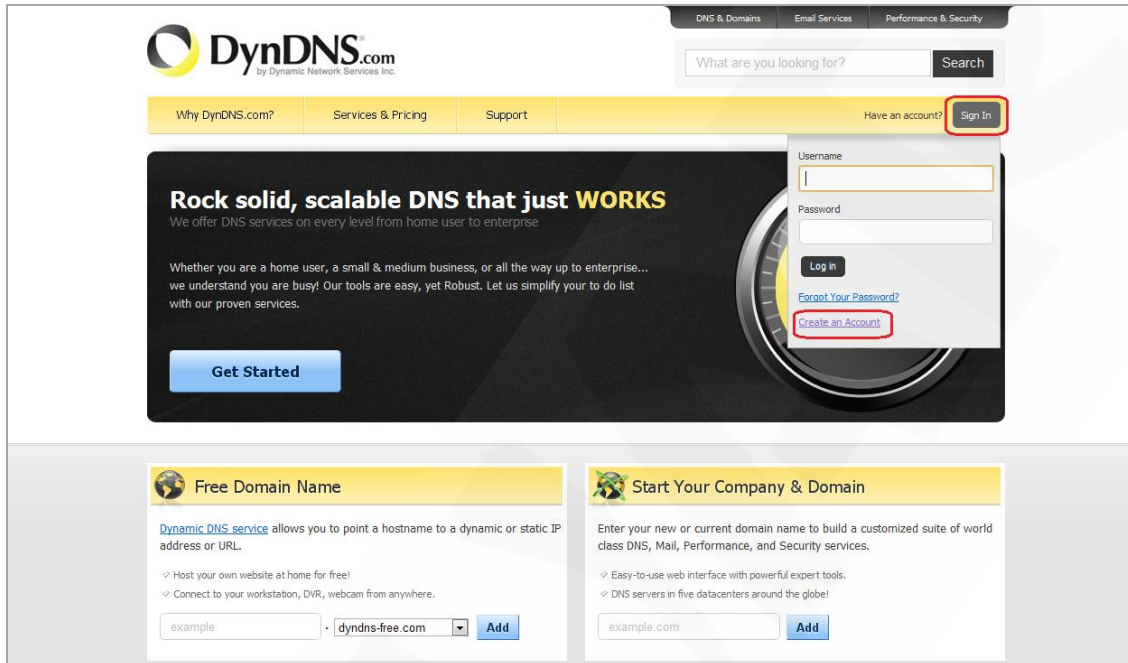 DNS & Domains Email Services Performance & Security
DynDNS.com
by Dynamic Network Services Inc.
What are you looking for? Search
Why DynDNS.com? Services & Pricing Support Have an account? Sign In
Username
Password
Log in
Forgot Your Password?
Create an Account
Rock solid, scalable DNS that just WORKS
We offer DNS services on every level from home user to enterprise
Whether you are a home user, a small & medium business, or all the way up to enterprise...
we understand you are busy! Our tools are easy, yet Robust. Let us simplify your to do list
with our proven services.
Get Started
Free Domain Name
Dynamic DNS service allows you to point a hostname to a dynamic or static IP
address or URL.
Host your own website at home for free!
Connect to your workstation, DVR, webcam from anywhere.
example . dyndns-free.com Add
Start Your Company & Domain
Enter your new or current domain name to build a customized suite of world
class DNS, Mail, Performance, and Security services.
Easy-to-use web interface with powerful expert tools.
DNS servers in five datacenters around the globe!
example.com Add